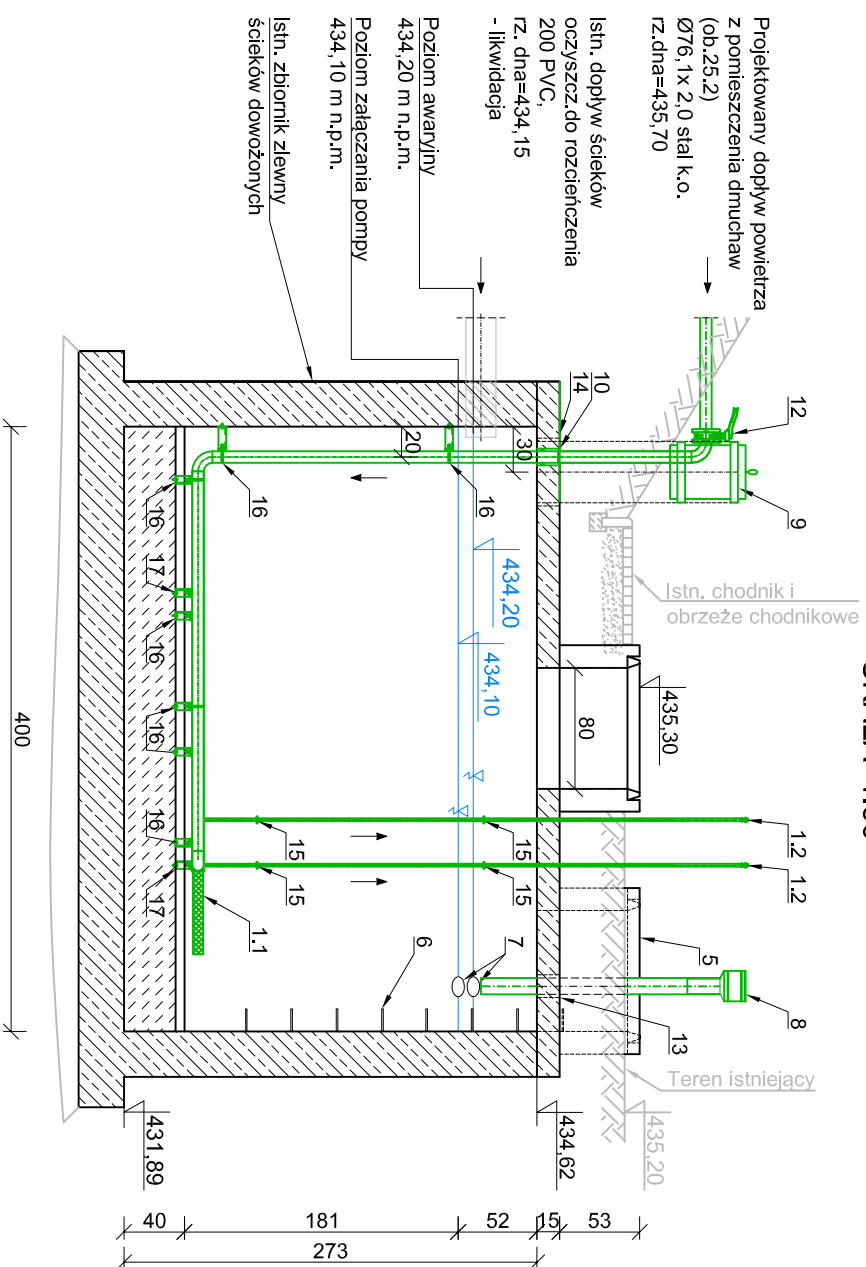 Projektowany dopływ powietrza
z pomieszczenia dmuchaw
(ob.25.2)
Ø76,1x 2,0 stal k.o.
rz.dna=435,70
Istn. dopływ ścieków
oczyszcz.do rozcieńczenia
200 PVC,
rz. dna=434,15
- likwidacja
Poziom awaryjny
434,20 m n.p.m.
Poziom załączania pompy
434,10 m n.p.m.
Istn. zbiornik zlewny
ścieków dowożonych
12
9
10
14
Istn. chodnik i
obrzeże chodnikowe
435,30
80
1.2
1.2
5
8
13
Teren istniejący
435,20
434,62
431,89
30
20
16
16
434,20
434,10
15
15
15
15
7
6
1.1
16
17
16
16
16
17
400
53
15
52
181
40
273